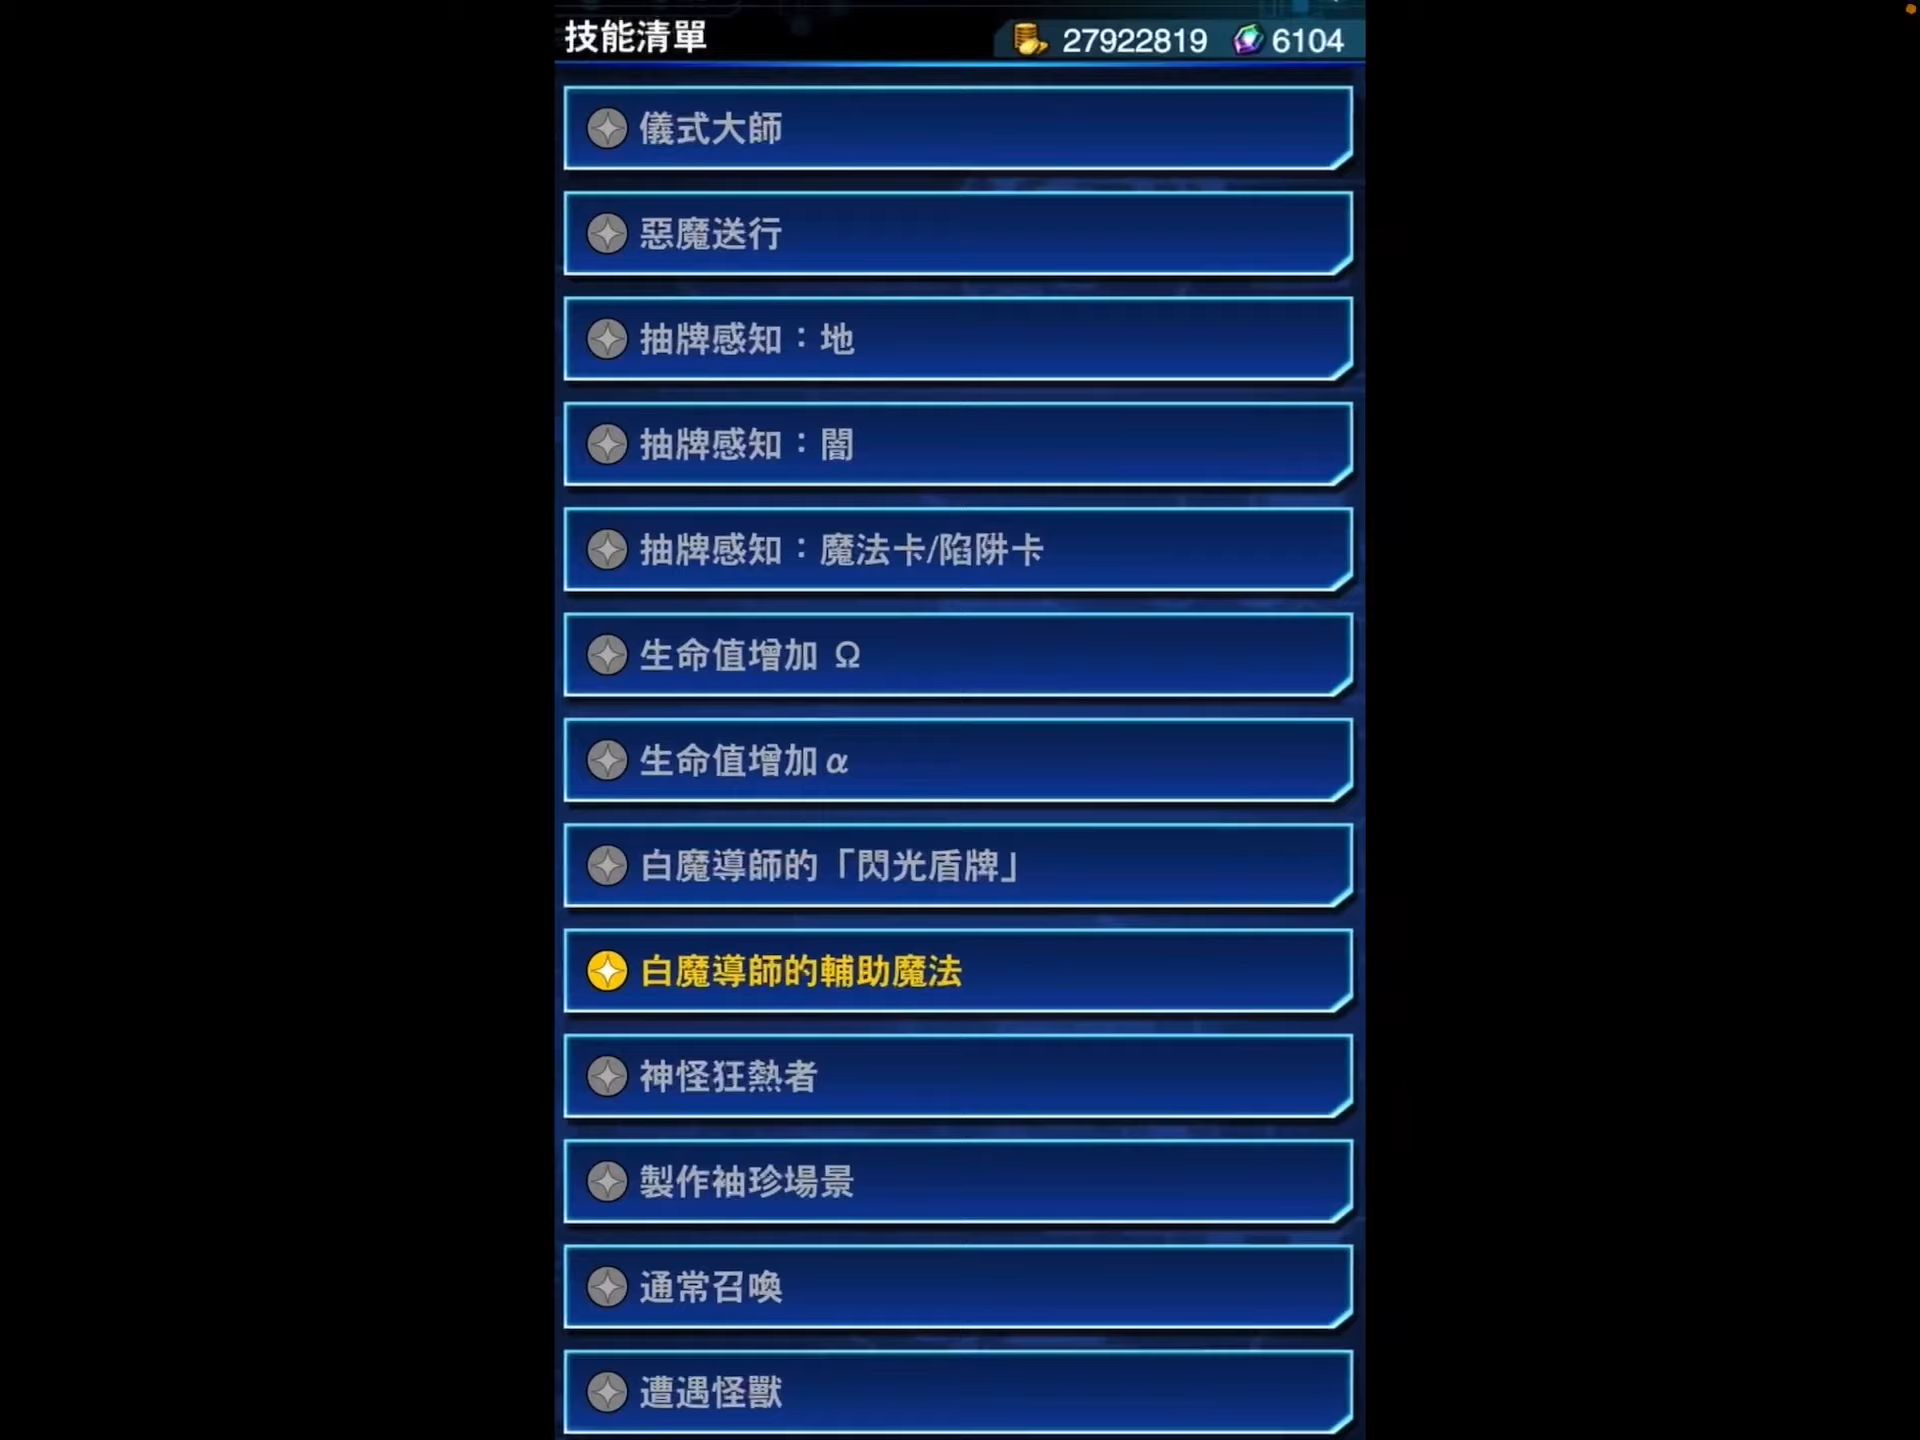 技能清單
27922819
6104
儀式大師
惡魔送行
抽牌感知：地
抽牌感知：闇
抽牌感知：魔法卡/陷阱卡
生命值增加 Ω
生命值增加α
白魔導師的「閃光盾牌」
白魔導師的輔助魔法
神怪狂熱者
製作袖珍場景
通常召喚
遭遇怪獸